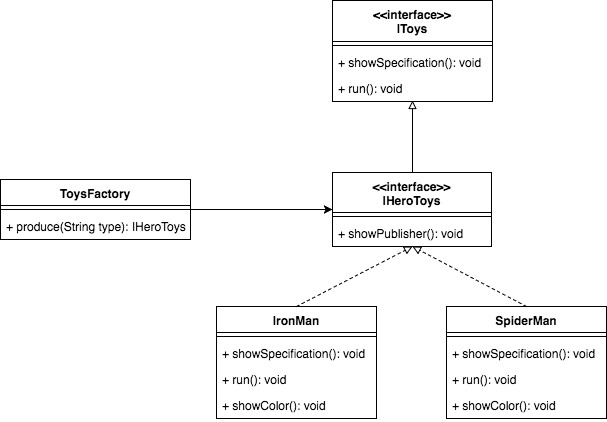 <<interface>>
IToys
+ showSpecification(): void
+ run(): void
ToysFactory
+ produce(String type): IHeroToys
<<interface>>
IHeroToys
+ showPublisher(): void
IronMan
+ showSpecification(): void
+ run(): void
+ showColor(): void
SpiderMan
+ showSpecification(): void
+ run(): void
+ showColor(): void